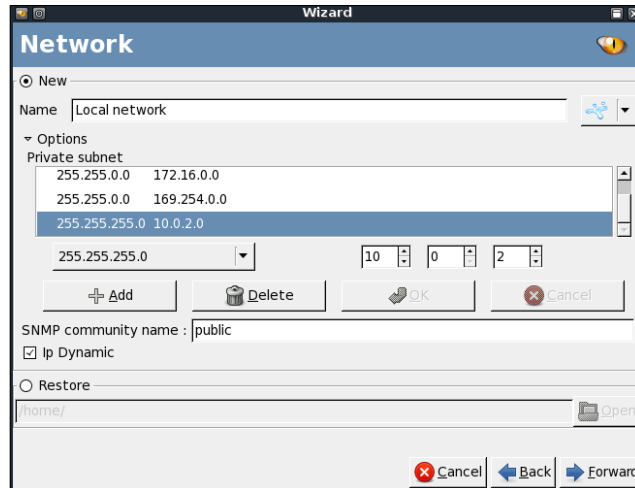 Wizard
Network
New
Name Local network
Options
Private subnet
255.255.0.0 172.16.0.0
255.255.0.0 169.254.0.0
255.255.255.0 10.0.2.0
255.255.255.0 10 0 2
Add Delete OK Cancel
SNMP community name : public
Ip Dynamic
Restore
/home/ Open
Cancel Back Forward